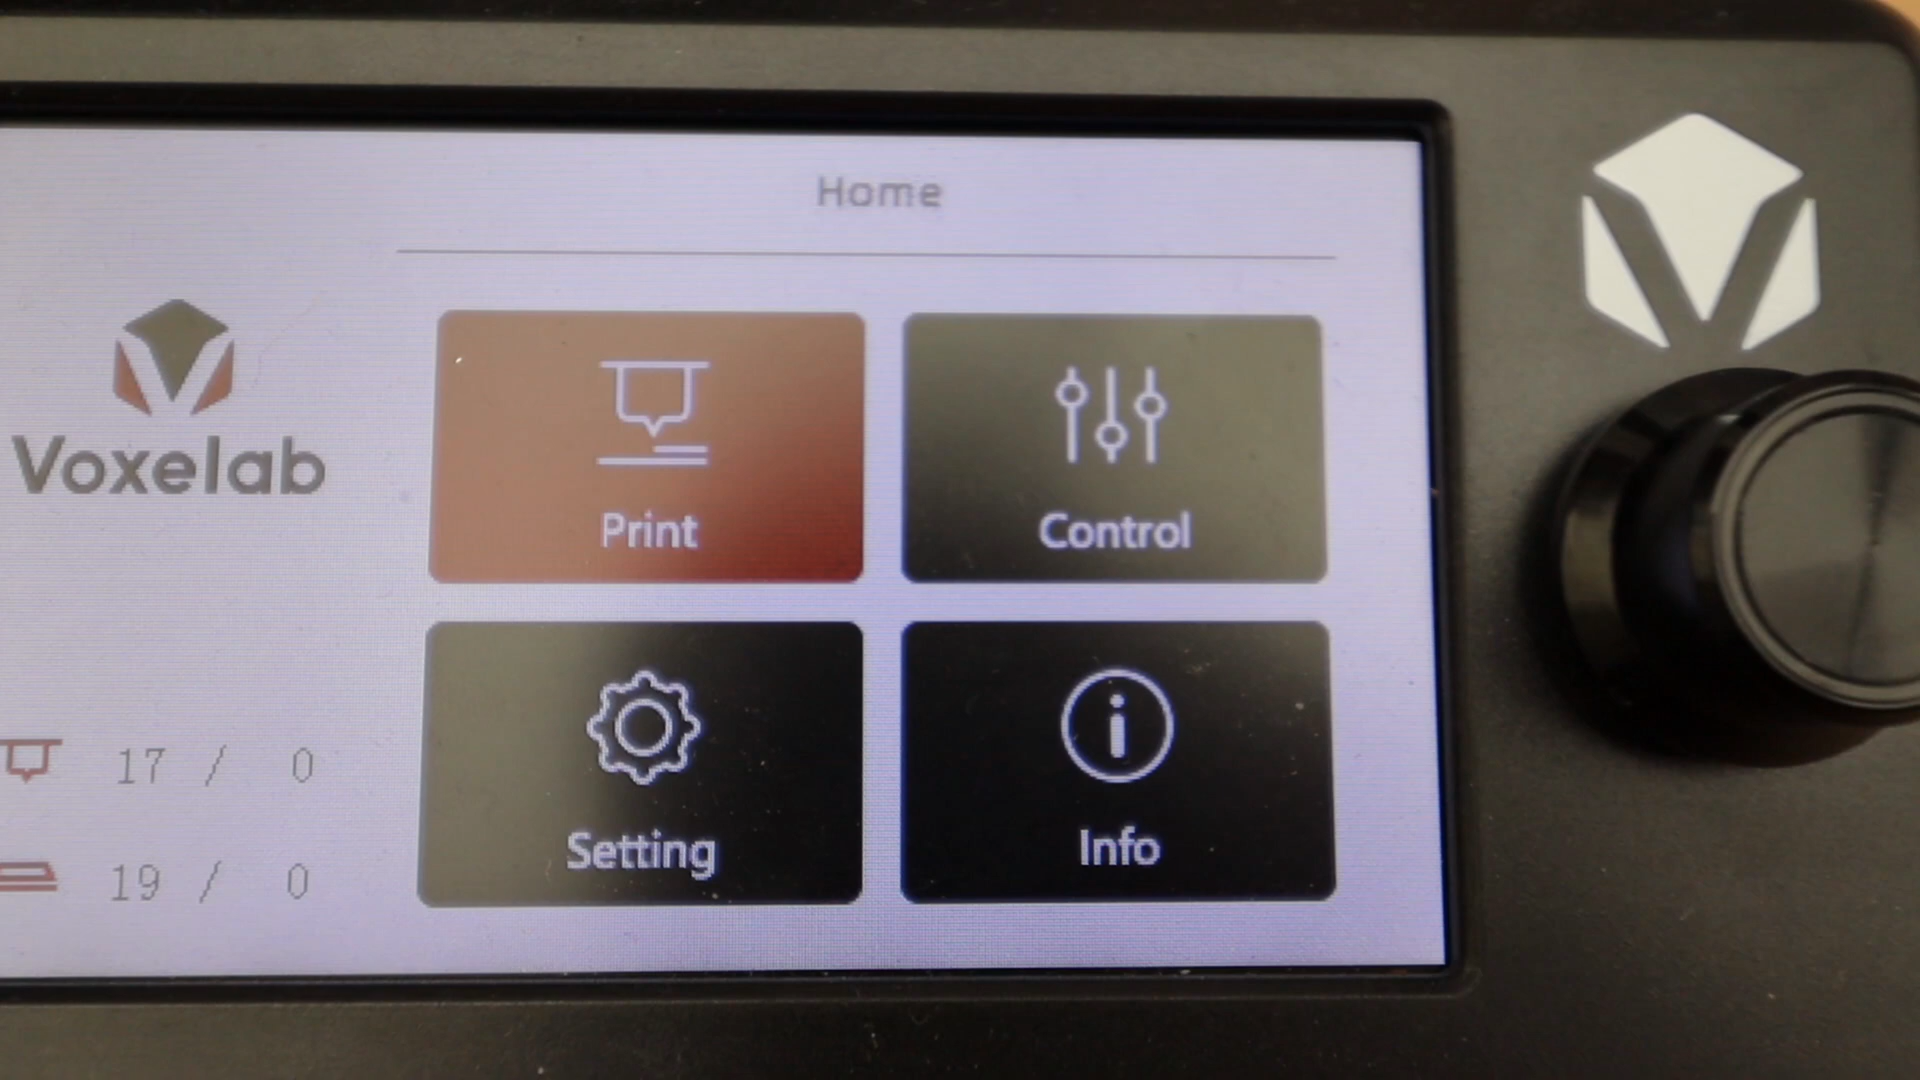 Home
Voxelab
Print
Control
17 / 0
19 / 0
Setting
Info